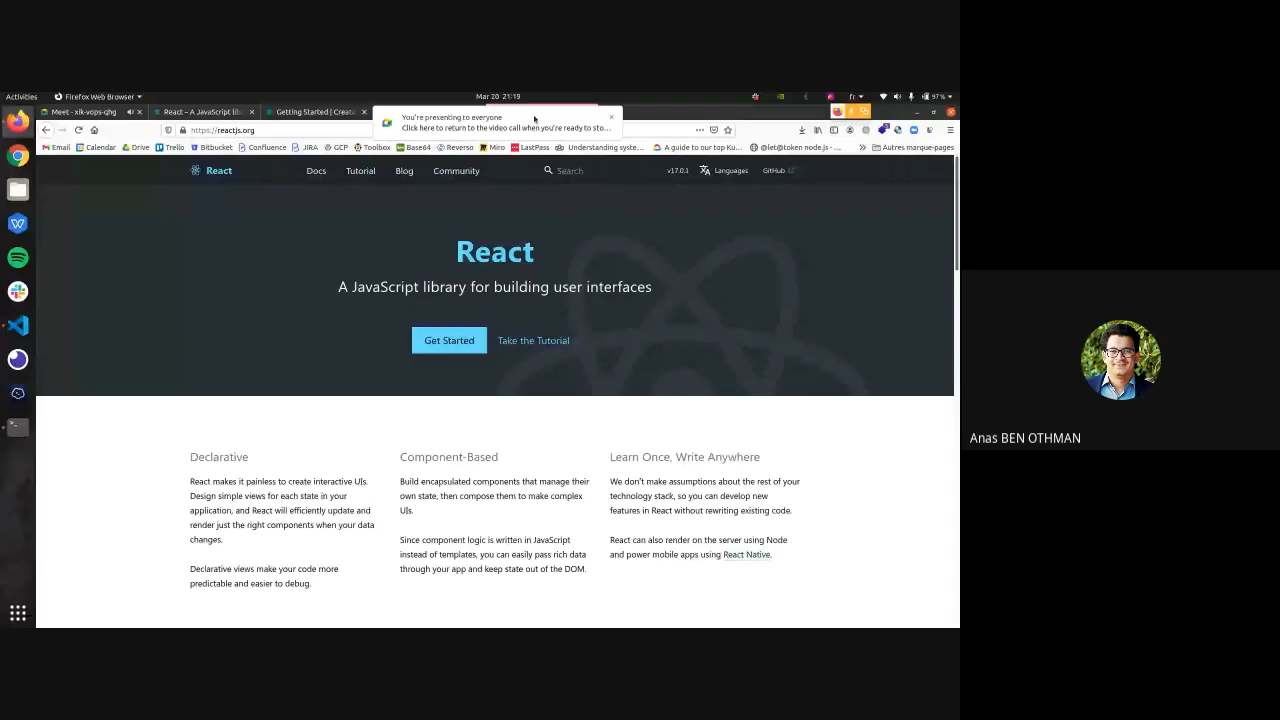 Activities
Firefox Web Browser
Mar 20 21:19
fr
97 %
Meet - xik-vops-qhg
React – A JavaScript lib
Getting Started | Creat
You're presenting to everyone
Click here to return to the video call when you're ready to sto...
https://reactjs.org
Email
Calendar
Drive
Trello
Bitbucket
Confluence
JIRA
GCP
Toolbox
Base64
Reverso
Miro
LastPass
Understanding syste...
A guide to our top Ku...
@let@token node.js - ...
Autres marque-pages
React
Docs
Tutorial
Blog
Community
Search
v17.0.1
Languages
GitHub
React
A JavaScript library for building user interfaces
Get Started
Take the Tutorial
Declarative
React makes it painless to create interactive UIs.
Design simple views for each state in your
application, and React will efficiently update and
render just the right components when your data
changes.
Declarative views make your code more
predictable and easier to debug.
Component-Based
Build encapsulated components that manage their
own state, then compose them to make complex
UIs.
Since component logic is written in JavaScript
instead of templates, you can easily pass rich data
through your app and keep state out of the DOM.
Learn Once, Write Anywhere
We don't make assumptions about the rest of your
technology stack, so you can develop new
features in React without rewriting existing code.
React can also render on the server using Node
and power mobile apps using React Native.
Anas BEN OTHMAN